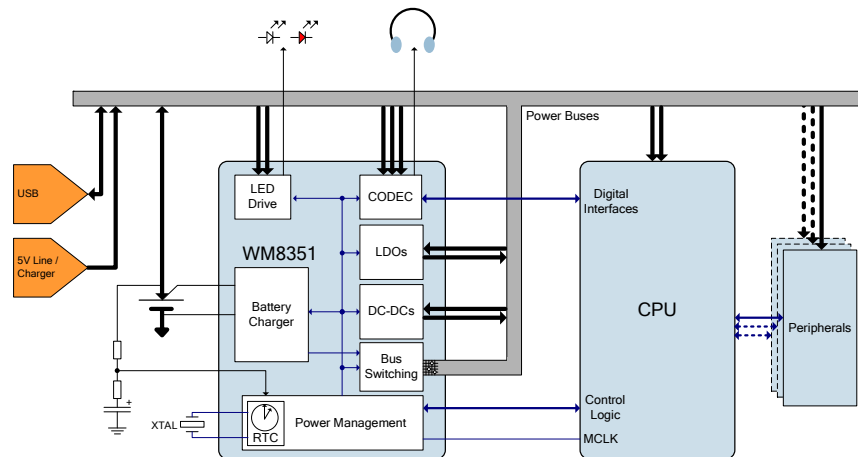 Power Buses
USB
LED
Drive
CODEC
Digital
Interfaces
5V Line /
Charger
WM8351
LDOs
Battery
Charger
DC-DCs
CPU
Peripherals
Bus
Switching
+
Control
Logic
XTAL
RTC
Power Management
MCLK